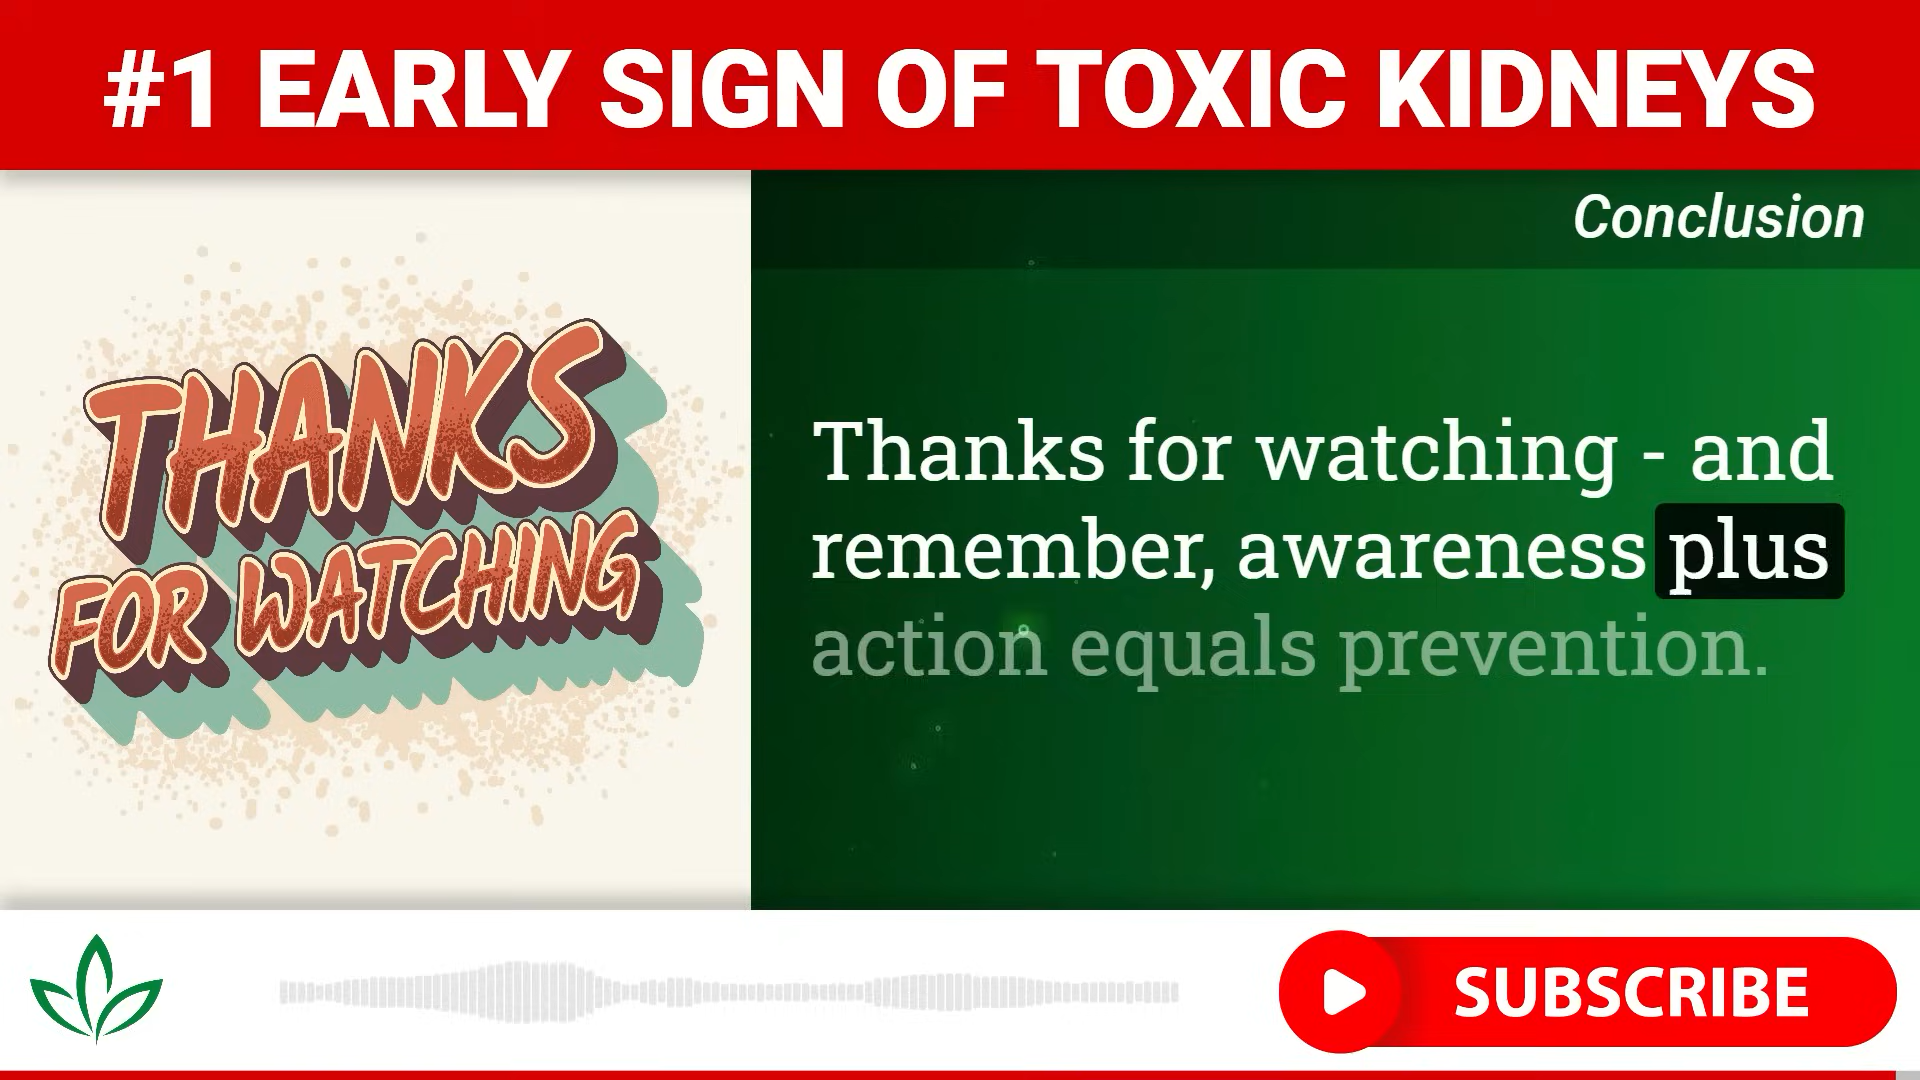 #1 EARLY SIGN OF TOXIC KIDNEYS
Conclusion
THANKS
FOR WATCHING
Thanks for watching - and
remember, awareness plus
action equals prevention.
SUBSCRIBE